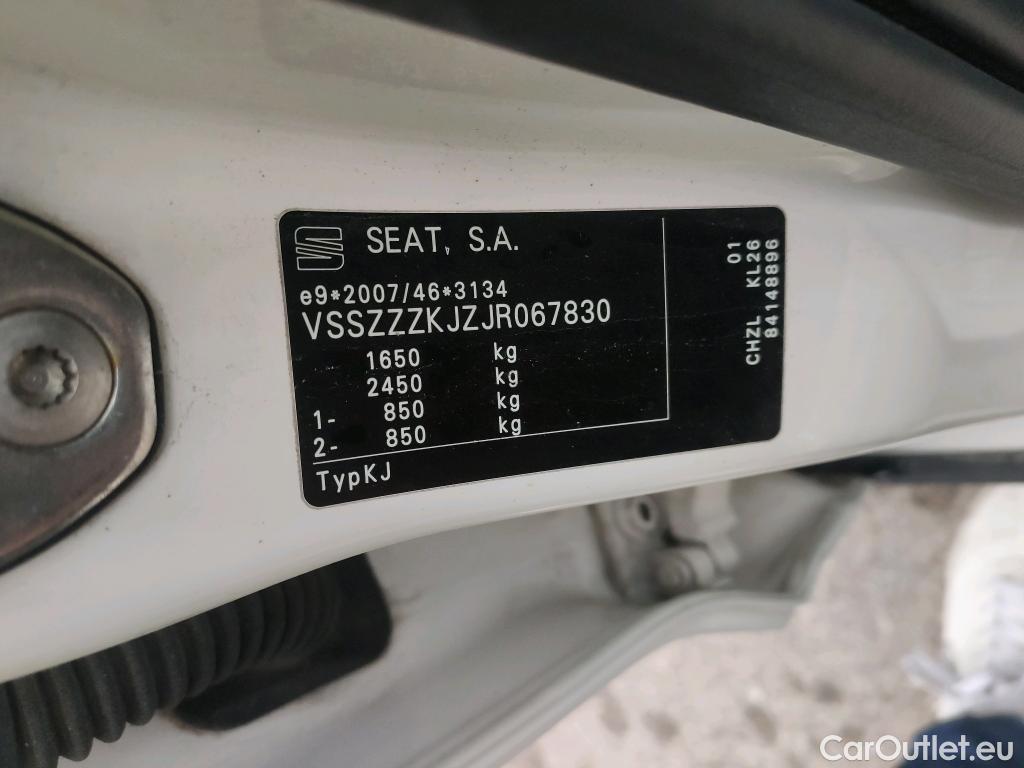 SEAT, S.A.
e9*2007/46*3134
VSSZZZKJZJR067830
1650 kg
2450 kg
1- 850 kg
2- 850 kg
TypKJ
01
CHZL KL26
84148896
CarOutlet.eu